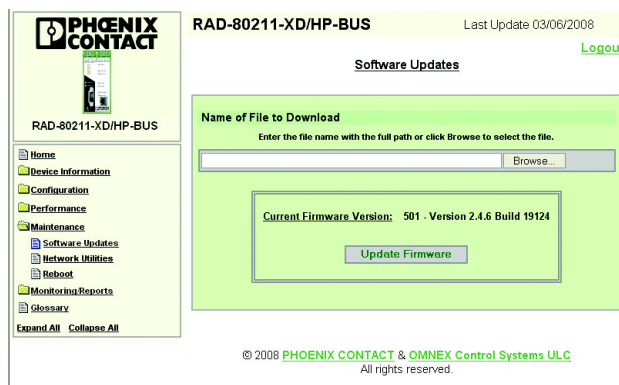 PHŒNIX
CONTACT
RAD-80211-XD/HP-BUS
Home
Device Information
Configuration
Performance
Maintenance
Software Updates
Network Utilities
Reboot
Monitoring/Reports
Glossary
Expand All Collapse All
RAD-80211-XD/HP-BUS
Last Update 03/06/2008
Logou
Software Updates
Name of File to Download
Enter the file name with the full path or click Browse to select the file.
Browse...
Current Firmware Version: 501 - Version 2.4.6 Build 19124
Update Firmware
© 2008 PHOENIX CONTACT & OMNEX Control Systems ULC
All rights reserved.